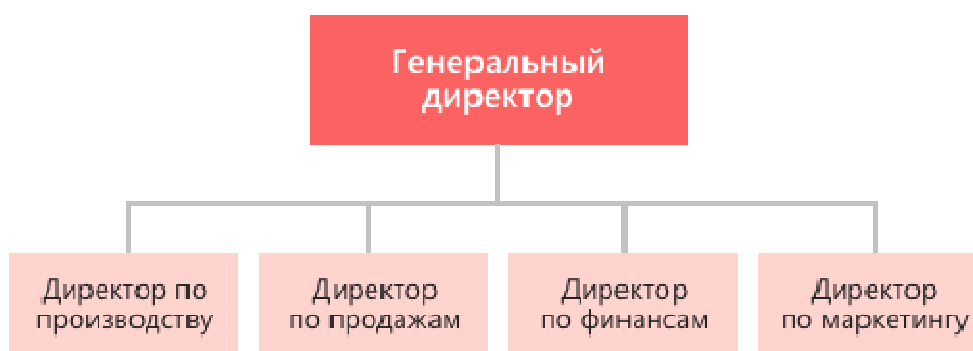 Генеральный
директор
Директор по
производству
Директор
по продажам
Директор
по финансам
Директор
по маркетингу